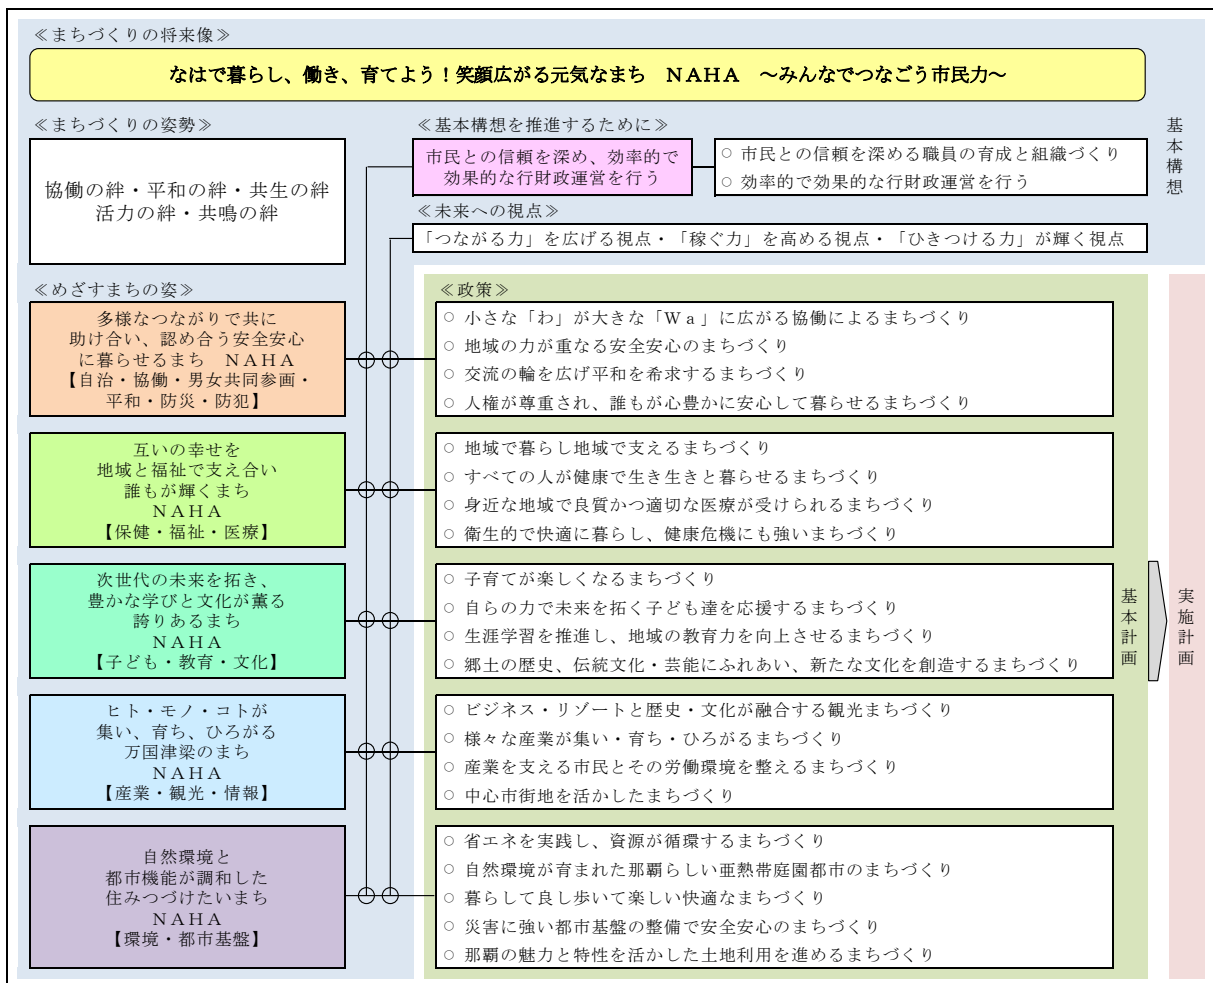 ≪まちづくりの将来像≫
なはで暮らし、働き、育てよう！笑顔広がる元気なまち　ＮＡＨＡ　～みんなでつなごう市民力～
≪まちづくりの姿勢≫
協働の絆・平和の絆・共生の絆
活力の絆・共鳴の絆
≪基本構想を推進するために≫
市民との信頼を深め、効率的で
効果的な行財政運営を行う
○ 市民との信頼を深める職員の育成と組織づくり
○ 効率的で効果的な行財政運営を行う
基本構想
≪未来への視点≫
「つながる力」を広げる視点・「稼ぐ力」を高める視点・「ひきつける力」が輝く視点
≪めざすまちの姿≫
≪政策≫
多様なつながりで共に
助け合い、認め合う安全安心
に暮らせるまち　ＮＡＨＡ
【自治・協働・男女共同参画・
平和・防災・防犯】
○ 小さな「わ」が大きな「Ｗａ」に広がる協働によるまちづくり
○ 地域の力が重なる安全安心のまちづくり
○ 交流の輪を広げ平和を希求するまちづくり
○ 人権が尊重され、誰もが心豊かに安心して暮らせるまちづくり
互いの幸せを
地域と福祉で支え合い
誰もが輝くまち
ＮＡＨＡ
【保健・福祉・医療】
○ 地域で暮らし地域で支えるまちづくり
○ すべての人が健康で生き生きと暮らせるまちづくり
○ 身近な地域で良質かつ適切な医療が受けられるまちづくり
○ 衛生的で快適に暮らし、健康危機にも強いまちづくり
次世代の未来を拓き、
豊かな学びと文化が薫る
誇りあるまち
ＮＡＨＡ
【子ども・教育・文化】
○ 子育てが楽しくなるまちづくり
○ 自らの力で未来を拓く子ども達を応援するまちづくり
○ 生涯学習を推進し、地域の教育力を向上させるまちづくり
○ 郷土の歴史、伝統文化・芸能にふれあい、新たな文化を創造するまちづくり
基本計画
実施計画
ヒト・モノ・コトが
集い、育ち、ひろがる
万国津梁のまち
ＮＡＨＡ
【産業・観光・情報】
○ ビジネス・リゾートと歴史・文化が融合する観光まちづくり
○ 様々な産業が集い・育ち・ひろがるまちづくり
○ 産業を支える市民とその労働環境を整えるまちづくり
○ 中心市街地を活かしたまちづくり
自然環境と
都市機能が調和した
住みつづけたいまち
ＮＡＨＡ
【環境・都市基盤】
○ 省エネを実践し、資源が循環するまちづくり
○ 自然環境が育まれた那覇らしい亜熱帯庭園都市のまちづくり
○ 暮らして良し歩いて楽しい快適なまちづくり
○ 災害に強い都市基盤の整備で安全安心のまちづくり
○ 那覇の魅力と特性を活かした土地利用を進めるまちづくり